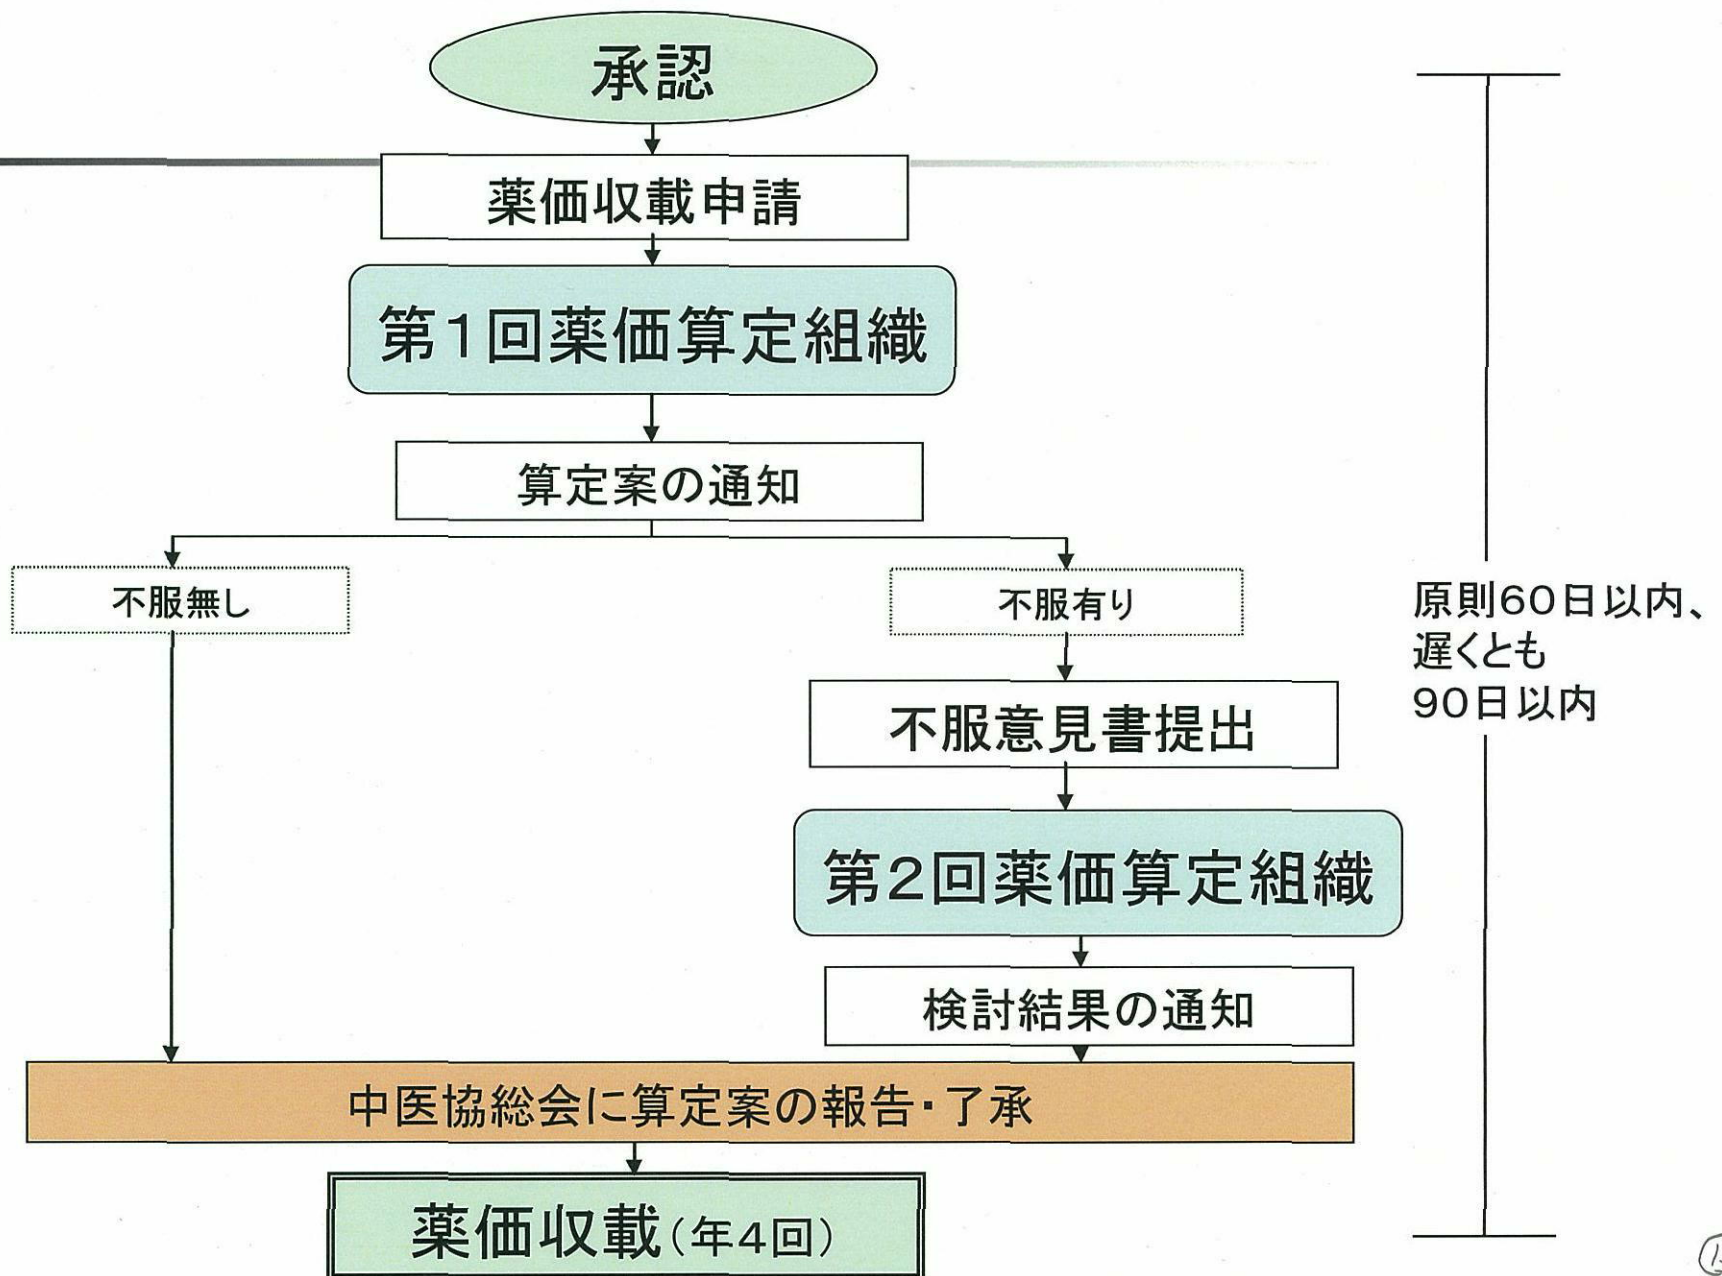 承認
薬価収載申請
第1回薬価算定組織
算定案の通知
不服無し
不服有り
不服意見書提出
第2回薬価算定組織
検討結果の通知
中医協総会に算定案の報告・了承
薬価収載(年4回)
原則60日以内、
遅くとも
90日以内